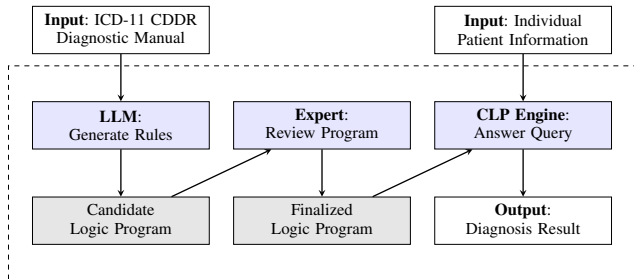 Input: ICD-11 CDDR
Diagnostic Manual
Input: Individual
Patient Information
LLM:
Generate Rules
Expert:
Review Program
CLP Engine:
Answer Query
Candidate
Logic Program
Finalized
Logic Program
Output:
Diagnosis Result